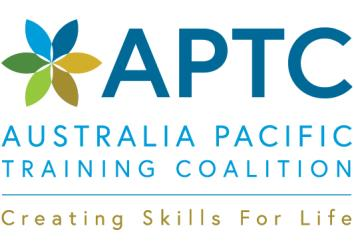 APTC
AUSTRALIA PACIFIC
TRAINING COALITION
Creating Skills For Life